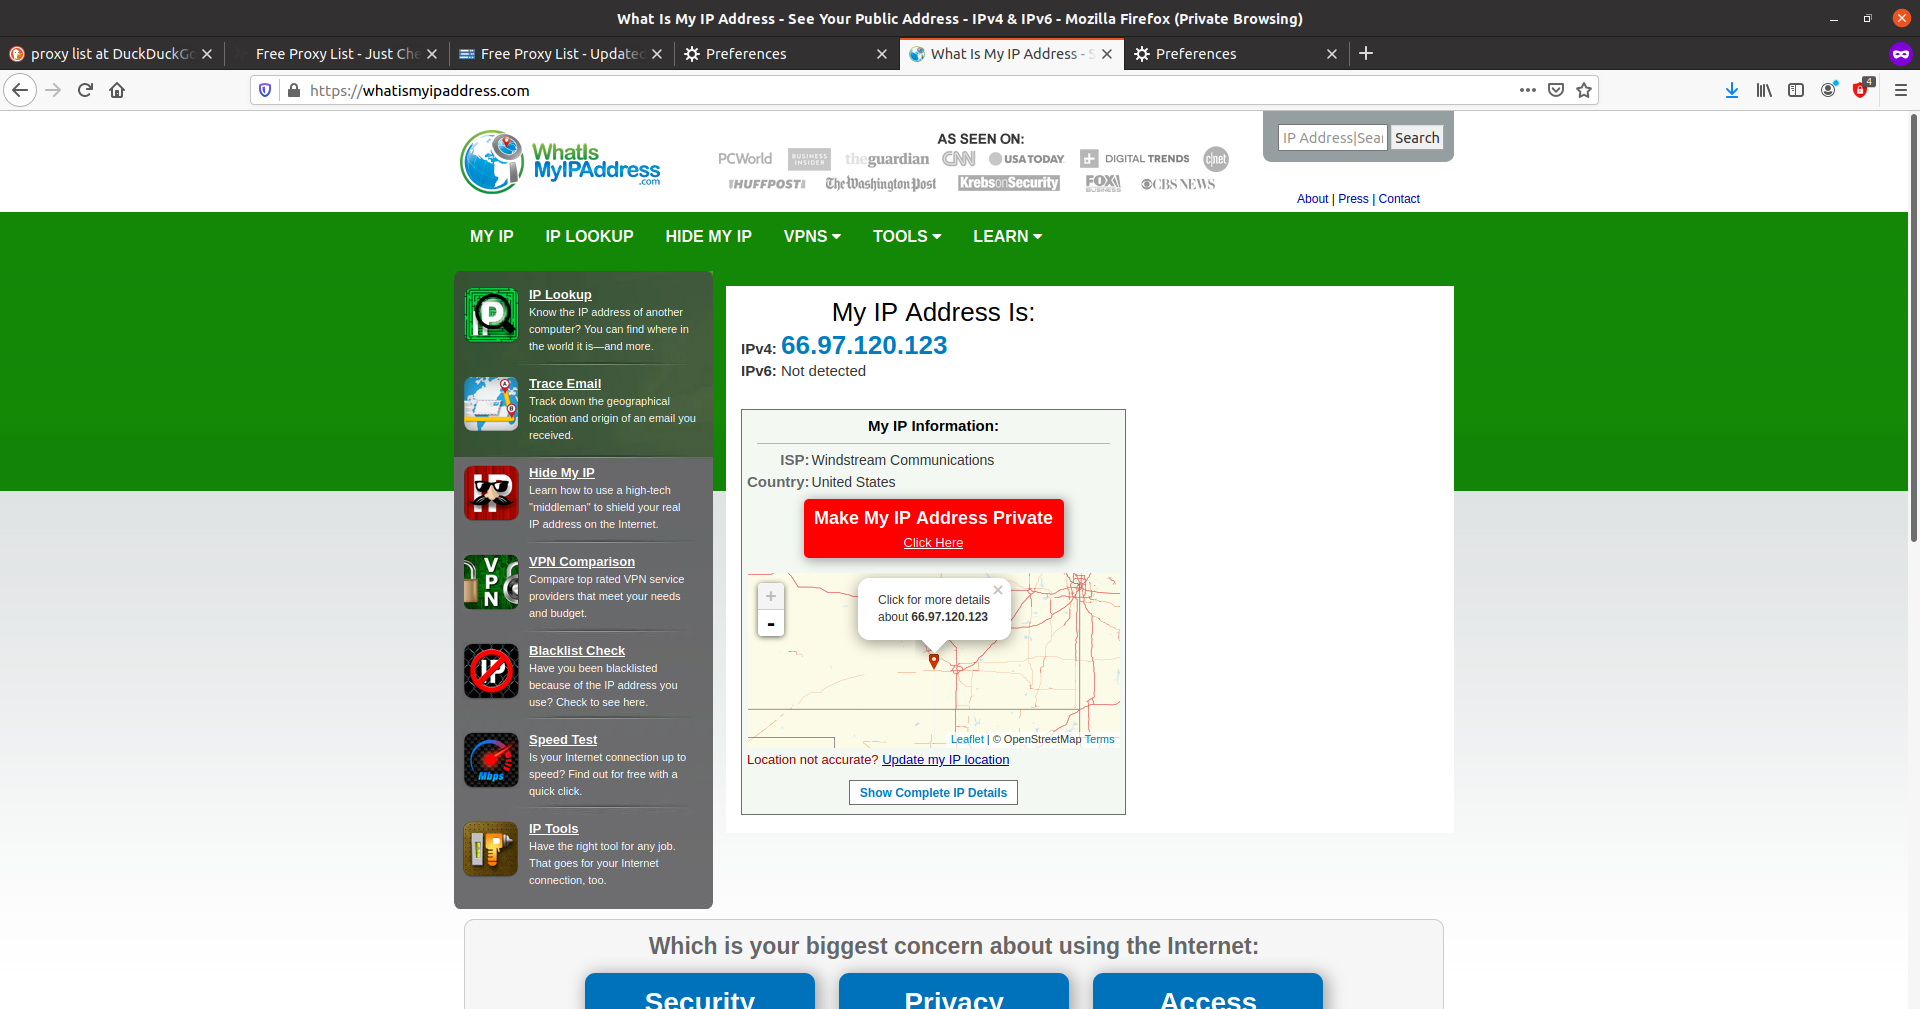 What Is My IP Address - See Your Public Address - IPv4 & IPv6 - Mozilla Firefox (Private Browsing)
proxy list at DuckDuckGo
Free Proxy List - Just Che
Free Proxy List - Updated
Preferences
What Is My IP Address - S
Preferences
https://whatismyipaddress.com
4
WhatIs
MyIPAddress
.com
AS SEEN ON:
PCWorld
BUSINESS
INSIDER
theguardian
CNN
USA TODAY
DIGITAL TRENDS
c|net
HUFFPOST
The Washington Post
KrebsonSecurity
FOX
BUSINESS
CBS NEWS
IP Address|Sear
Search
About | Press | Contact
MY IP
IP LOOKUP
HIDE MY IP
VPNS
TOOLS
LEARN
IP
IP Lookup
Know the IP address of another
computer? You can find where in
the world it is—and more.
A
B
Trace Email
Track down the geographical
location and origin of an email you
received.
IP
Hide My IP
Learn how to use a high-tech
"middleman" to shield your real
IP address on the Internet.
VPN
VPN Comparison
Compare top rated VPN service
providers that meet your needs
and budget.
IP
Blacklist Check
Have you been blacklisted
because of the IP address you
use? Check to see here.
Mbps
Speed Test
Is your Internet connection up to
speed? Find out for free with a
quick click.
IP Tools
Have the right tool for any job.
That goes for your Internet
connection, too.
My IP Address Is:
IPv4: 66.97.120.123
IPv6: Not detected
My IP Information:
ISP: Windstream Communications
Country: United States
Make My IP Address Private
Click Here
+
-
Click for more details
about 66.97.120.123
×
Leaflet | © OpenStreetMap Terms
Location not accurate? Update my IP location
Show Complete IP Details
Which is your biggest concern about using the Internet:
Security
Privacy
Access